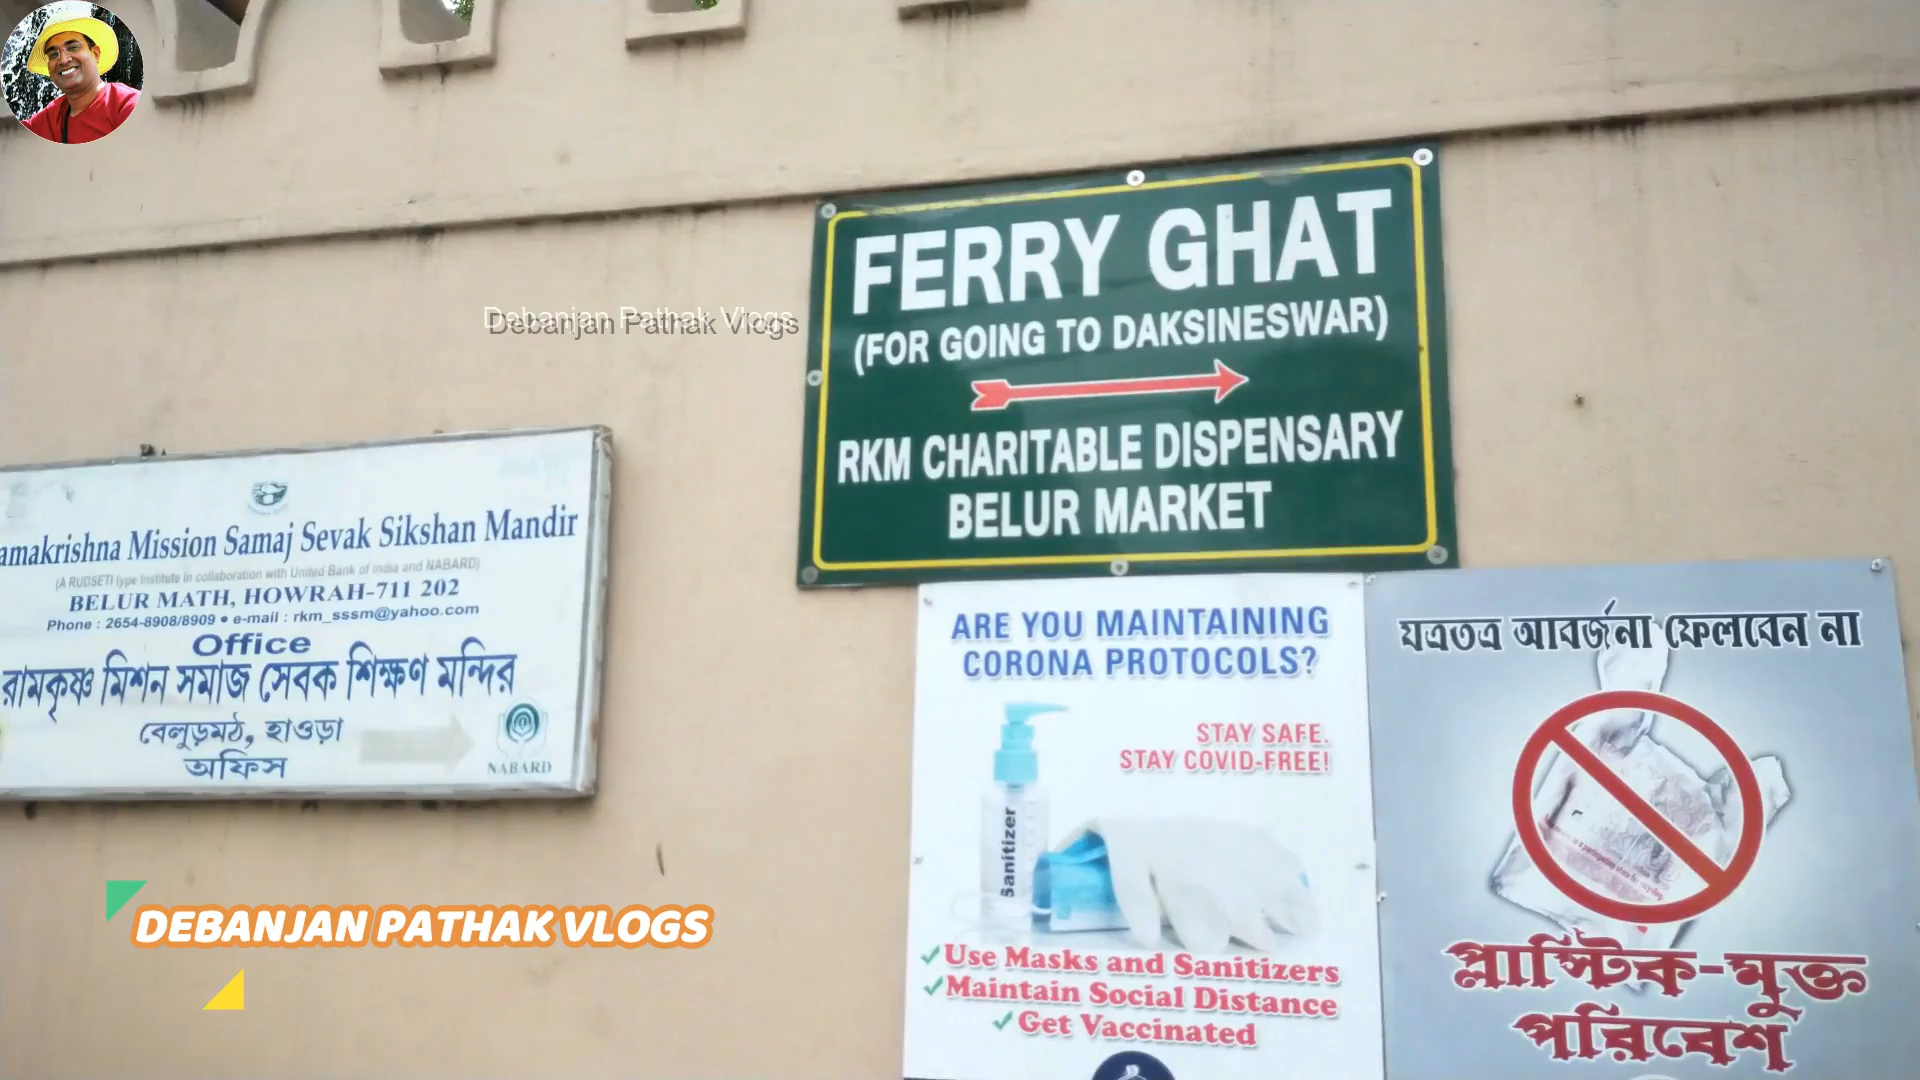 Debanjan Pathak Vlogs
FERRY GHAT
(FOR GOING TO DAKSINESWAR)
RKM CHARITABLE DISPENSARY
BELUR MARKET
amakrishna Mission Samaj Sevak Sikshan Mandir
(A RUDSETI type Institute in collaboration with United Bank of India and NABARD)
BELUR MATH, HOWRAH-711 202
Phone : 2654-8908/8909 • e-mail : rkm_sssm@yahoo.com
Office
রামকৃষ্ণ মিশন সমাজ সেবক শিক্ষণ মন্দির
বেলুড়মঠ, হাওড়া
অফিস
NABARD
ARE YOU MAINTAINING
CORONA PROTOCOLS?
STAY SAFE.
STAY COVID-FREE!
Sanitizer
Use Masks and Sanitizers
Maintain Social Distance
Get Vaccinated
যত্রতত্র আবর্জনা ফেলবেন না
প্লাস্টিক-মুক্ত
পরিবেশ
DEBANJAN PATHAK VLOGS